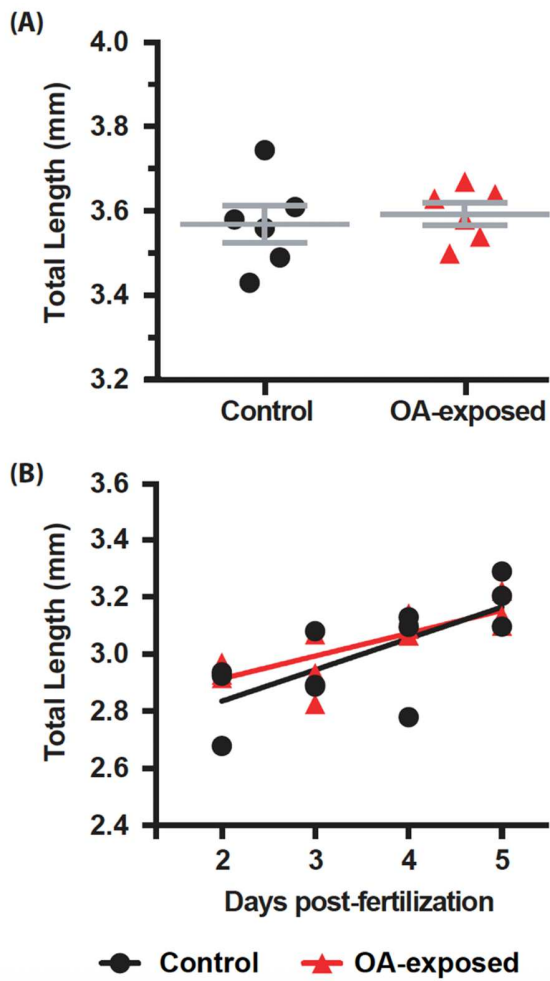 (A)
Total Length (mm)
4.0
3.8
3.6
3.4
3.2
Control
OA-exposed
(B)
Total Length (mm)
3.6
3.4
3.2
3.0
2.8
2.6
2.4
2
3
4
5
Days post-fertilization
Control
OA-exposed